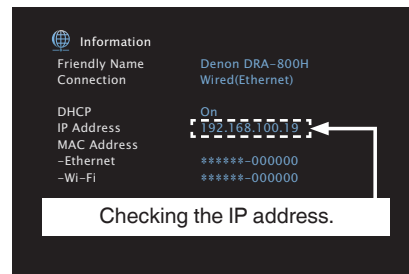 Information
Friendly Name Denon DRA-800H
Connection Wired(Ethernet)
DHCP On
IP Address 192.168.100.19
MAC Address
-Ethernet ******-000000
-Wi-Fi ******-000000
Checking the IP address.